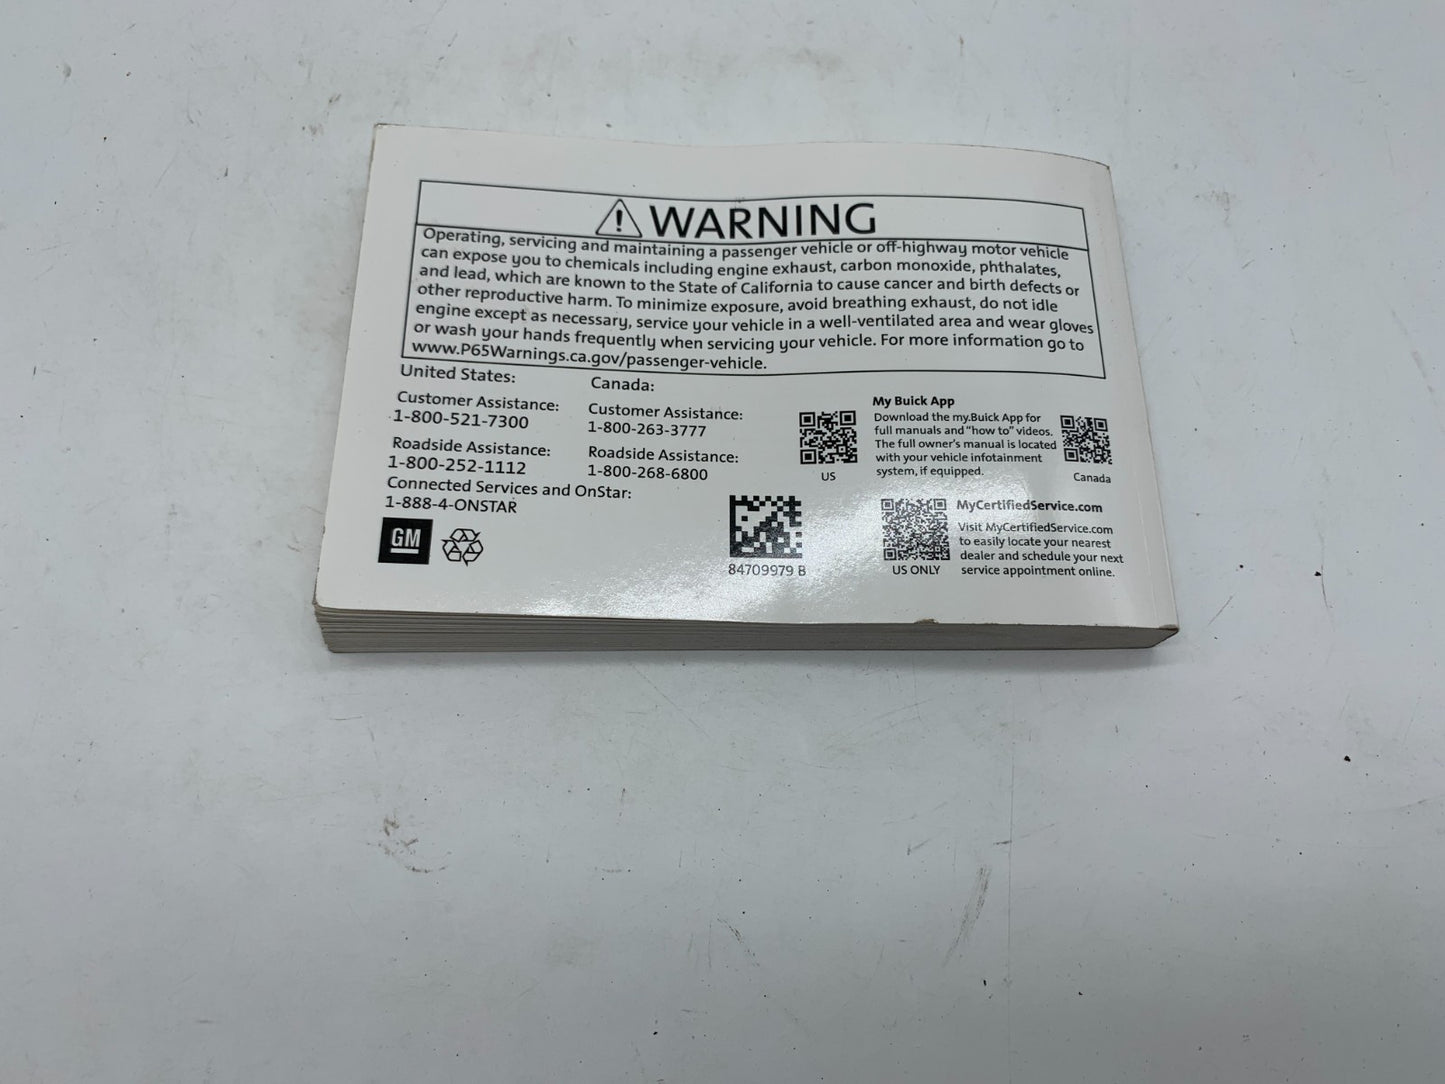 WARNING
Operating, servicing and maintaining a passenger vehicle or off-highway motor vehicle
can expose you to chemicals including engine exhaust, carbon monoxide, phthalates,
and lead, which are known to the State of California to cause cancer and birth defects or
other reproductive harm. To minimize exposure, avoid breathing exhaust, do not idle
engine except as necessary, service your vehicle in a well-ventilated area and wear gloves
or wash your hands frequently when servicing your vehicle. For more information go to
www.P65Warnings.ca.gov/passenger-vehicle.
United States:
Customer Assistance:
1-800-521-7300
Roadside Assistance:
1-800-252-1112
Connected Services and OnStar:
1-888-4-ONSTAR
Canada:
Customer Assistance:
1-800-263-3777
Roadside Assistance:
1-800-268-6800
US
My Buick App
Download the my.Buick App for
full manuals and "how to" videos.
The full owner's manual is located
with your vehicle infotainment
system, if equipped.
Canada
GM
84709979 B
US ONLY
MyCertifiedService.com
Visit MyCertifiedService.com
to easily locate your nearest
dealer and schedule your next
service appointment online.